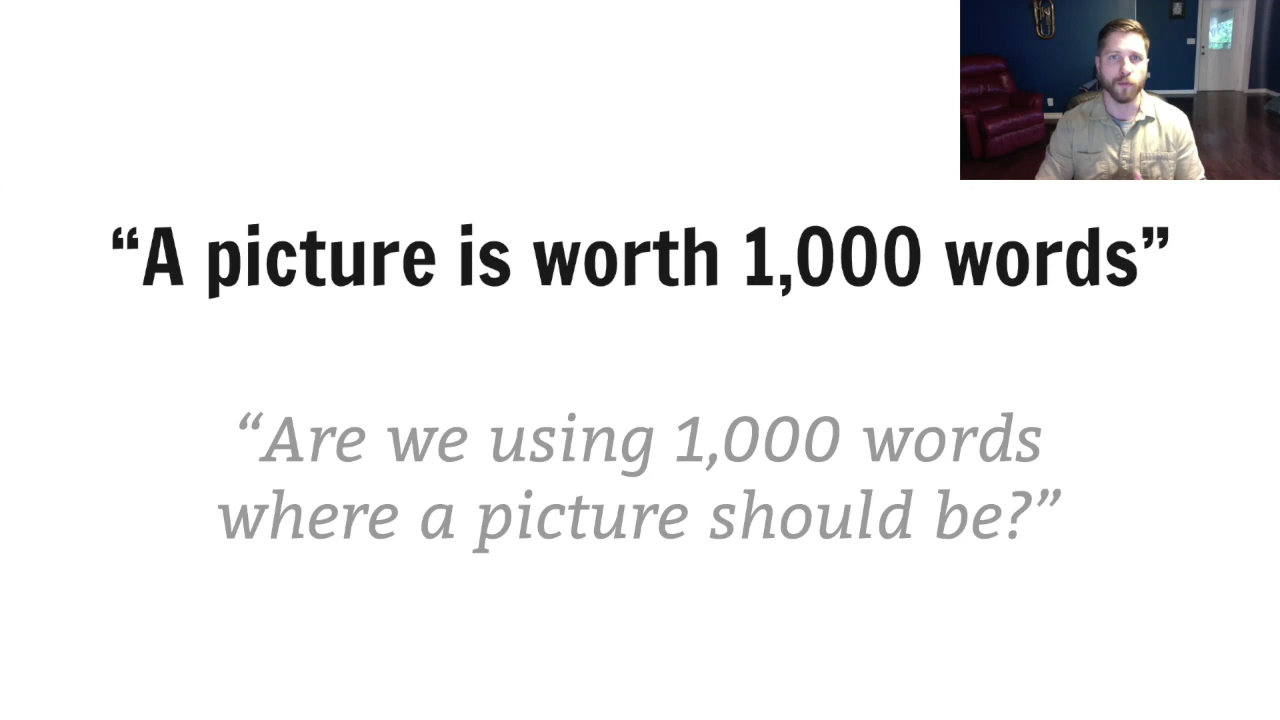 “A picture is worth 1,000 words”
“Are we using 1,000 words
where a picture should be?”